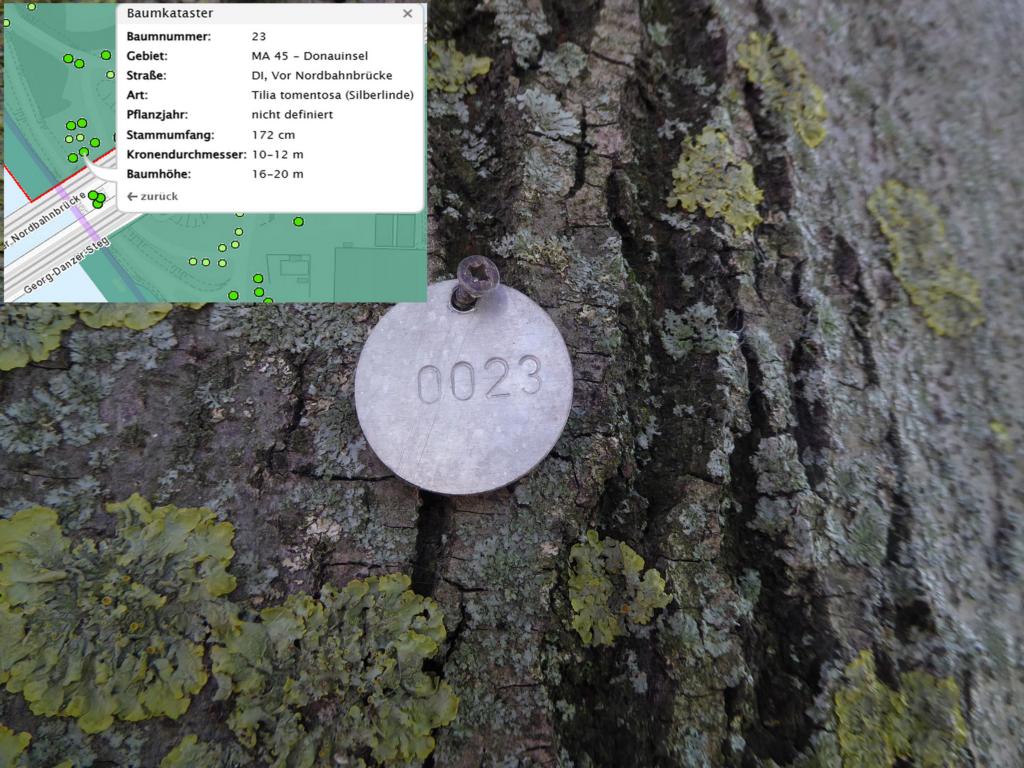 Baumkataster
Baumnummer: 23
Gebiet: MA 45 – Donauinsel
Straße: DI, Vor Nordbahnbrücke
Art: Tilia tomentosa (Silberlinde)
Pflanzjahr: nicht definiert
Stammumfang: 172 cm
Kronendurchmesser: 10–12 m
Baumhöhe: 16–20 m
← zurück
Nordbahnbrücke
Georg-Danzer-Steg
0023